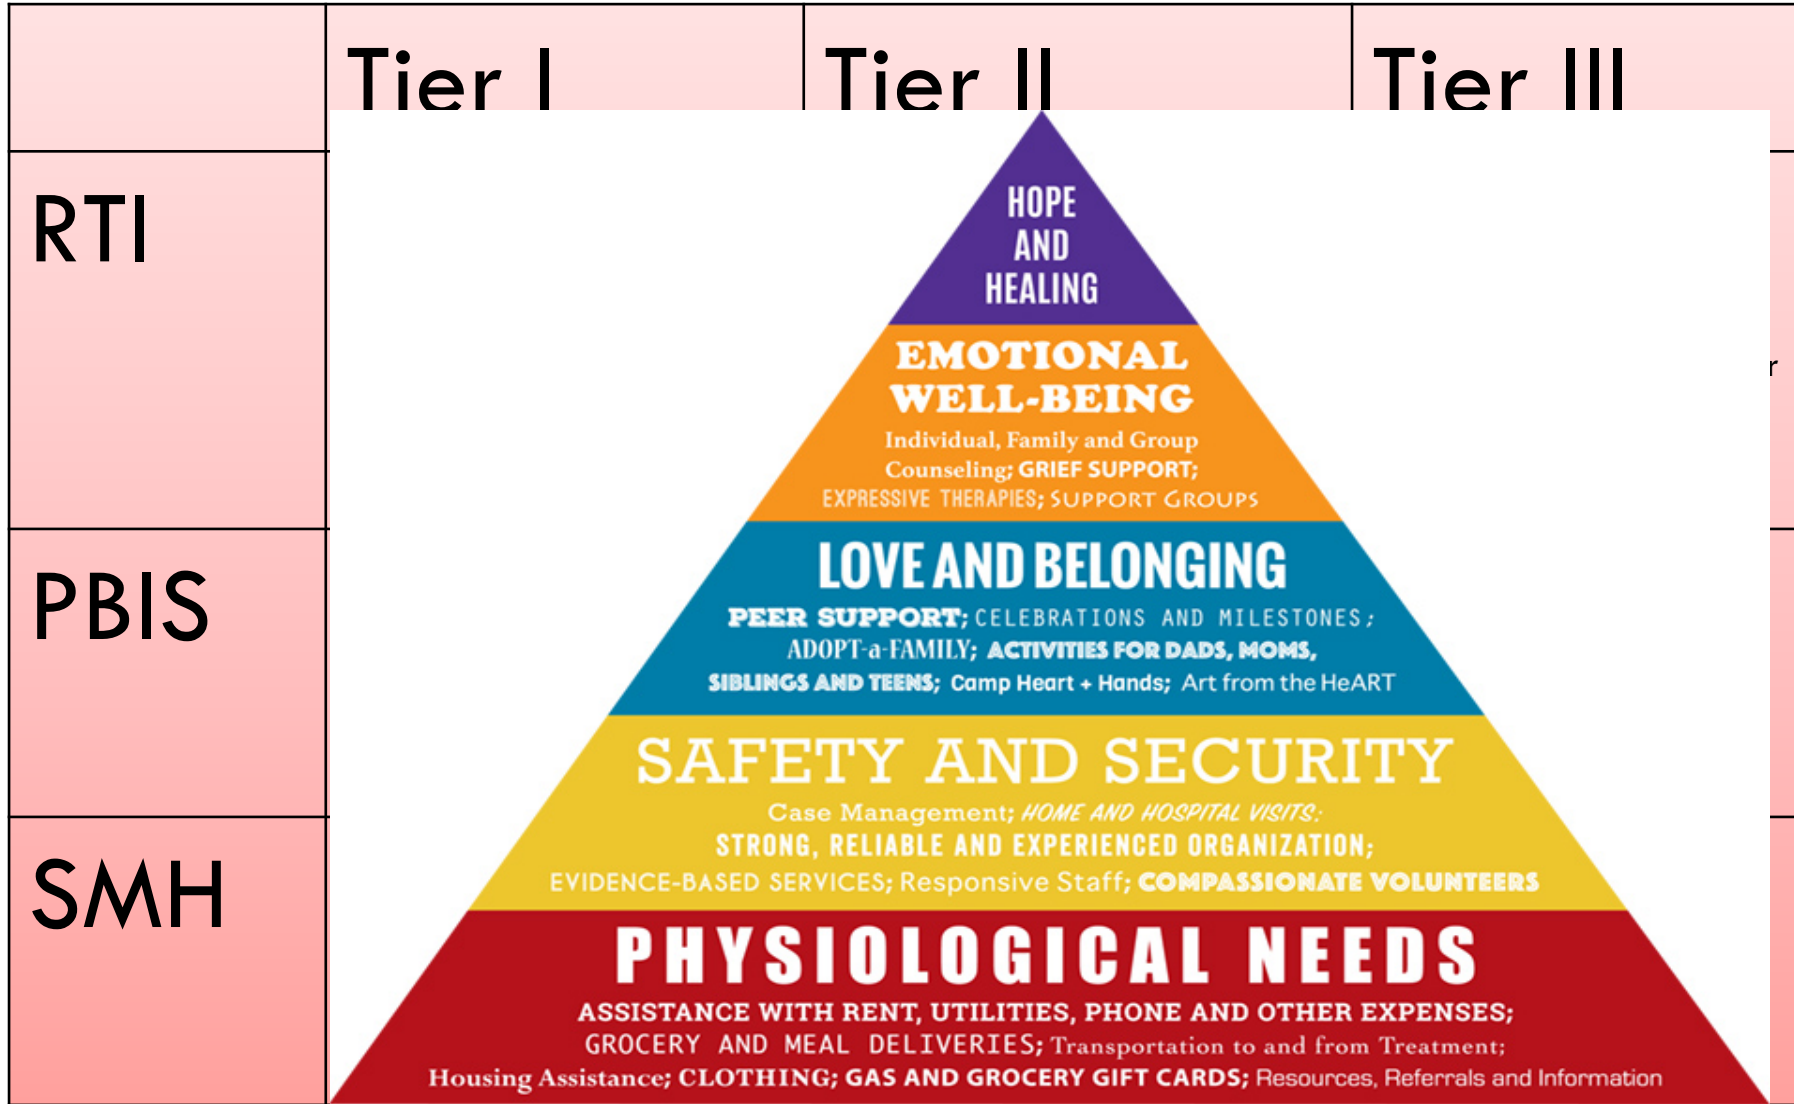 Tier I Tier II Tier III
RTI
PBIS
SMH
HOPE
AND
HEALING
EMOTIONAL
WELL-BEING
Individual, Family and Group
Counseling; GRIEF SUPPORT;
EXPRESSIVE THERAPIES; SUPPORT GROUPS
LOVE AND BELONGING
PEER SUPPORT; CELEBRATIONS AND MILESTONES;
ADOPT-a-FAMILY; ACTIVITIES FOR DADS, MOMS,
SIBLINGS AND TEENS; Camp Heart + Hands; Art from the HeART
SAFETY AND SECURITY
Case Management; HOME AND HOSPITAL VISITS;
STRONG, RELIABLE AND EXPERIENCED ORGANIZATION;
EVIDENCE-BASED SERVICES; Responsive Staff; COMPASSIONATE VOLUNTEERS
PHYSIOLOGICAL NEEDS
ASSISTANCE WITH RENT, UTILITIES, PHONE AND OTHER EXPENSES;
GROCERY AND MEAL DELIVERIES; Transportation to and from Treatment;
Housing Assistance; CLOTHING; GAS AND GROCERY GIFT CARDS; Resources, Referrals and Information